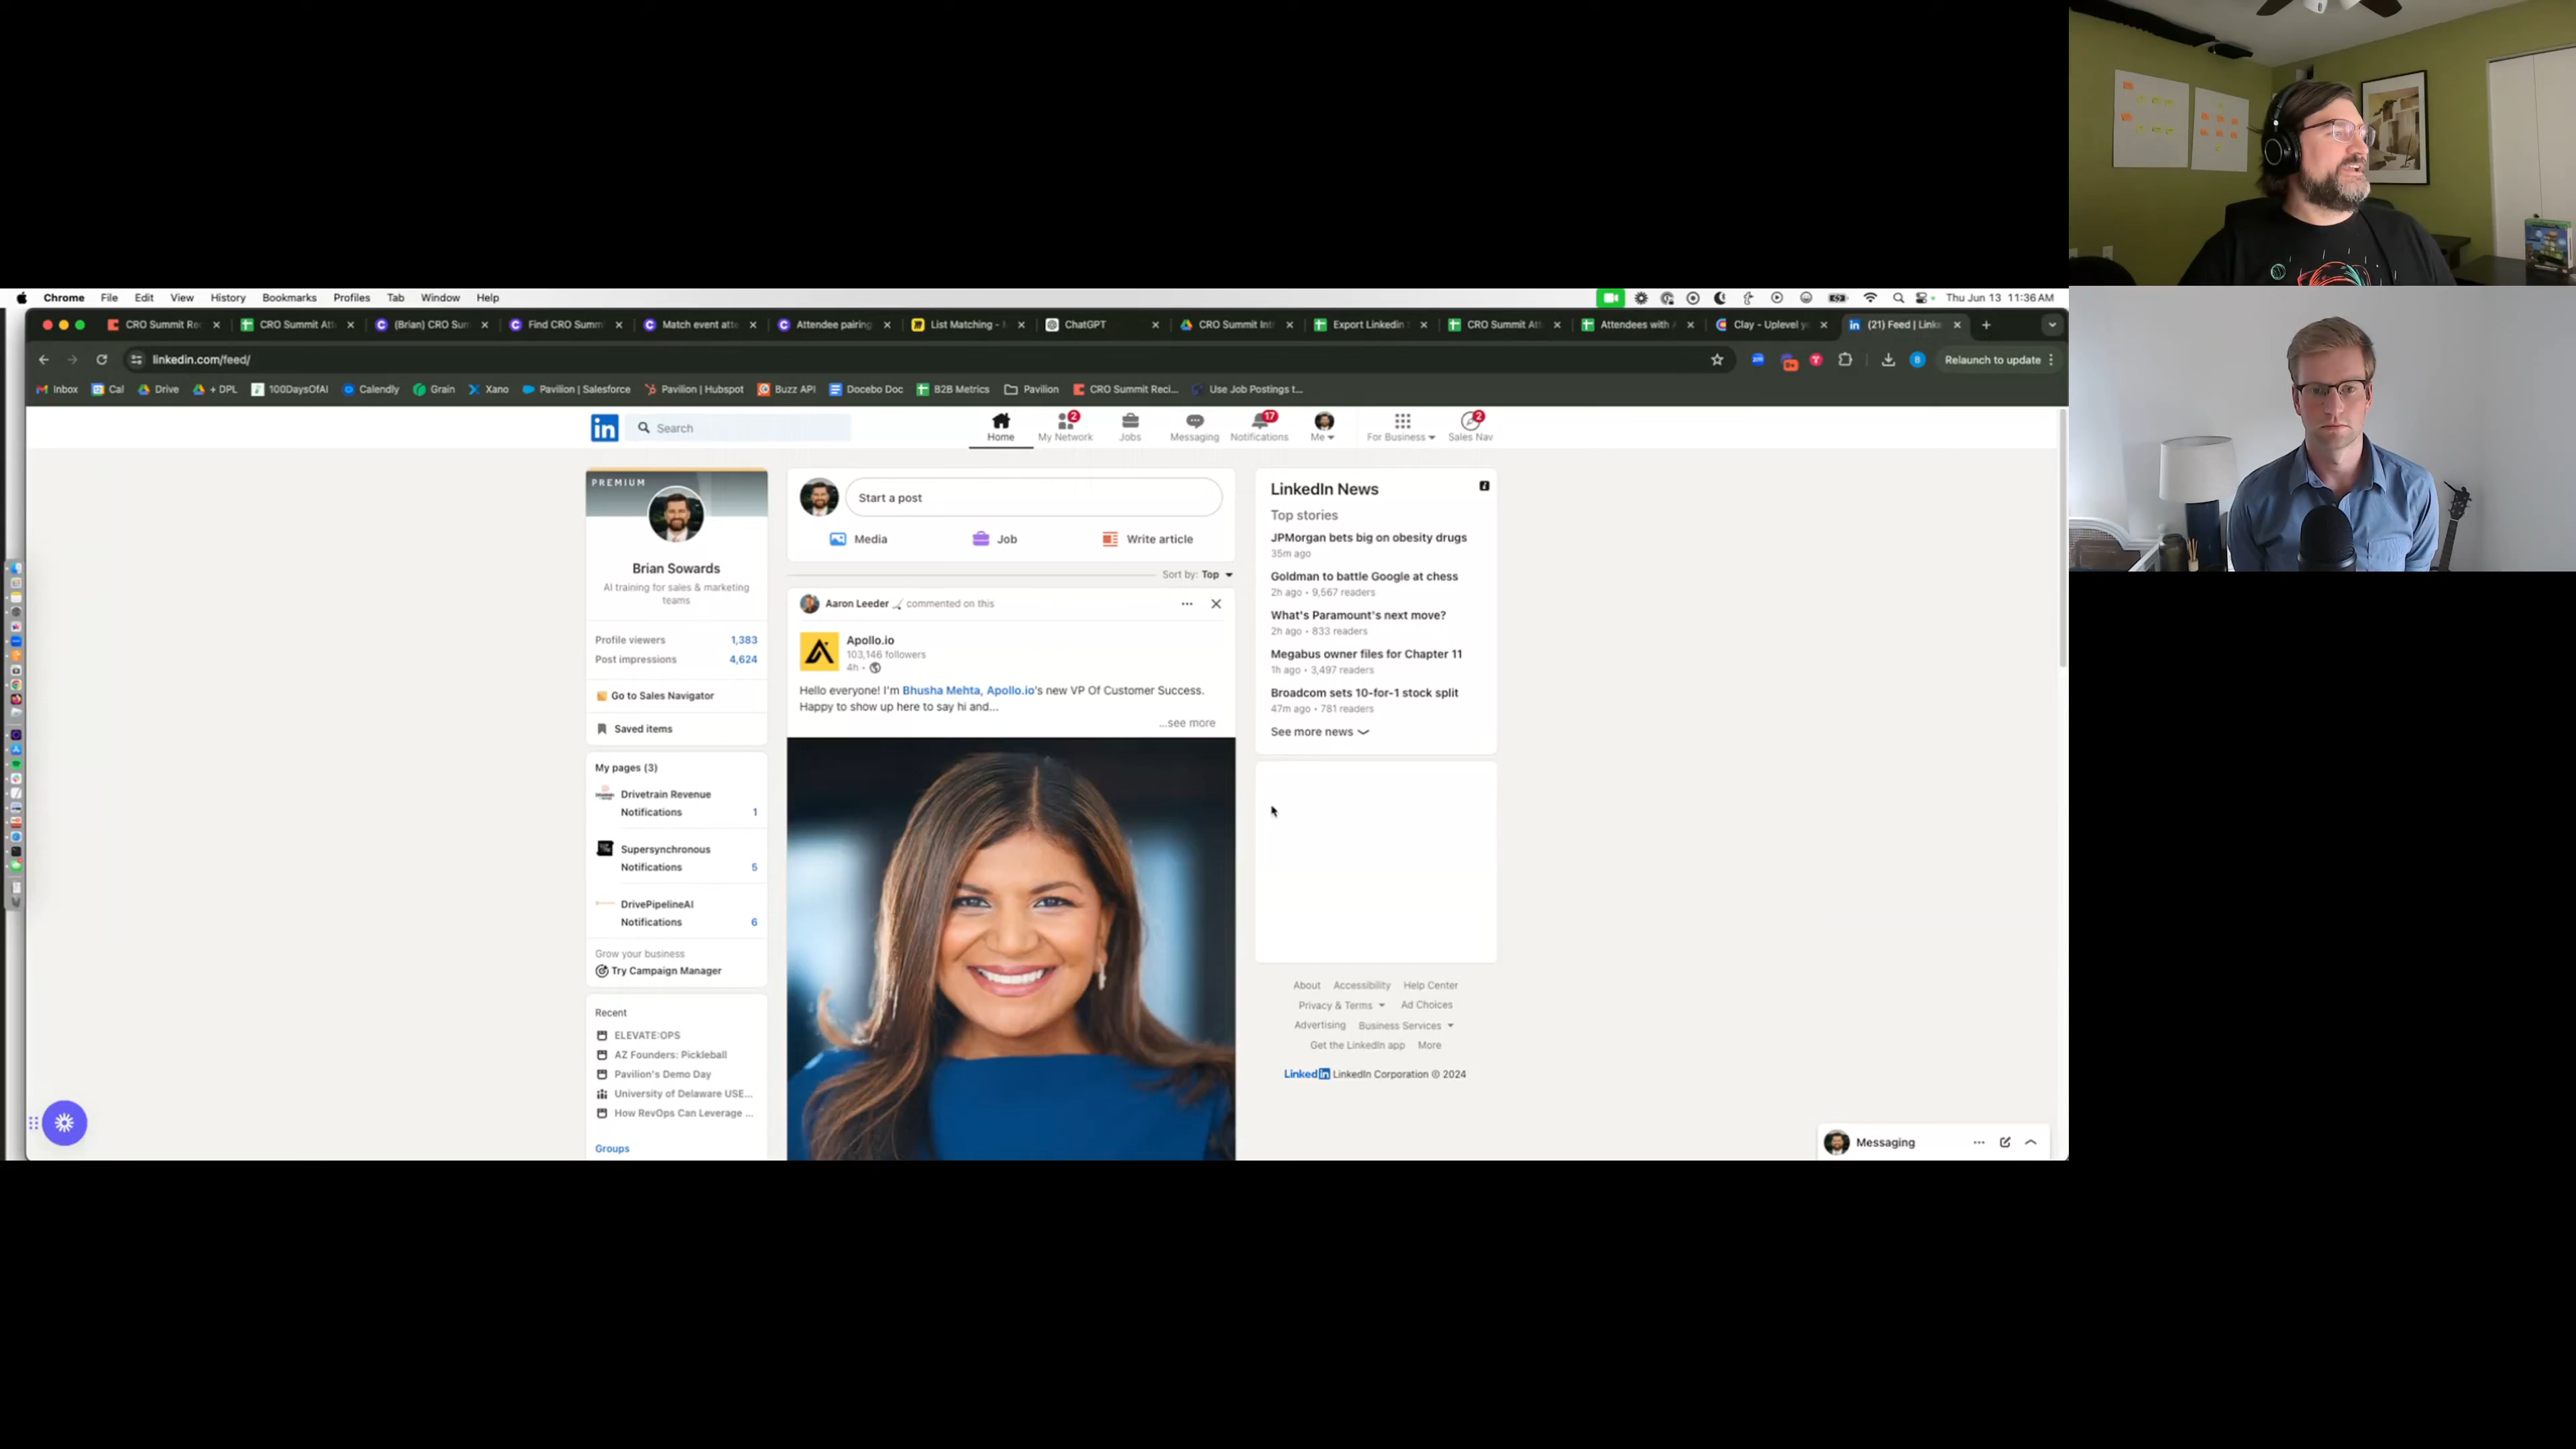 Chrome File Edit View History Bookmarks Profiles Tab Window Help
Thu Jun 13 11:36 AM
CRO Summit Re
CRO Summit Att
(Brian) CRO Sum
Find CRO Summ
Match event atte
Attendee pairing
List Matching -
ChatGPT
CRO Summit Int
Export Linkedin
CRO Summit Att
Attendees with
Clay - Uplevel y
(21) Feed | Linke
linkedin.com/feed/
Relaunch to update
Inbox Cal Drive + DPL 100DaysOfAI Calendly Grain Xano Pavilion | Salesforce Pavilion | Hubspot Buzz API Docebo Doc B2B Metrics Pavilion CRO Summit Reci... Use Job Postings t...
in
Search
Home
2
My Network
Jobs
Messaging
17
Notifications
Me
For Business
2
Sales Nav
PREMIUM
Brian Sowards
AI training for sales & marketing
teams
Profile viewers 1,383
Post impressions 4,624
Go to Sales Navigator
Saved items
My pages (3)
Drivetrain Revenue
Notifications 1
Supersynchronous
Notifications 5
DrivePipelineAI
Notifications 6
Grow your business
Try Campaign Manager
Recent
ELEVATE:OPS
AZ Founders: Pickleball
Pavilion's Demo Day
University of Delaware USE...
How RevOps Can Leverage ...
Groups
Start a post
Media Job Write article
Sort by: Top
Aaron Leeder commented on this
Apollo.io
103,146 followers
4h •
Hello everyone! I'm Bhusha Mehta, Apollo.io's new VP Of Customer Success.
Happy to show up here to say hi and...
...see more
LinkedIn News
Top stories
JPMorgan bets big on obesity drugs
35m ago
Goldman to battle Google at chess
2h ago • 9,567 readers
What's Paramount's next move?
2h ago • 833 readers
Megabus owner files for Chapter 11
1h ago • 3,497 readers
Broadcom sets 10-for-1 stock split
47m ago • 781 readers
See more news
About Accessibility Help Center
Privacy & Terms Ad Choices
Advertising Business Services
Get the LinkedIn app More
LinkedIn LinkedIn Corporation © 2024
Messaging